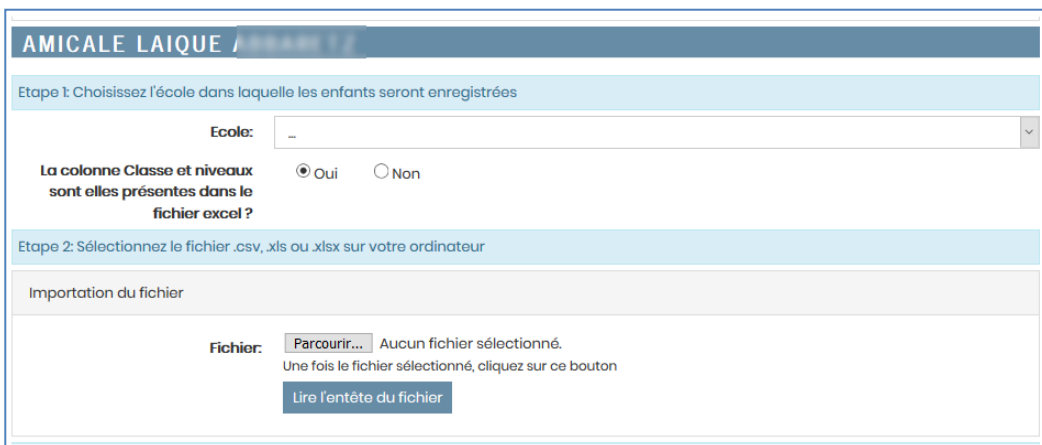 AMICALE LAIQUE
Etape 1: Choisissez l'école dans laquelle les enfants seront enregistrées
Ecole: ...
La colonne Classe et niveaux
sont elles présentes dans le
fichier excel ?
Oui Non
Etape 2: Sélectionnez le fichier .csv, .xls ou .xlsx sur votre ordinateur
Importation du fichier
Fichier: Parcourir... Aucun fichier sélectionné.
Une fois le fichier sélectionné, cliquez sur ce bouton
Lire l'entête du fichier